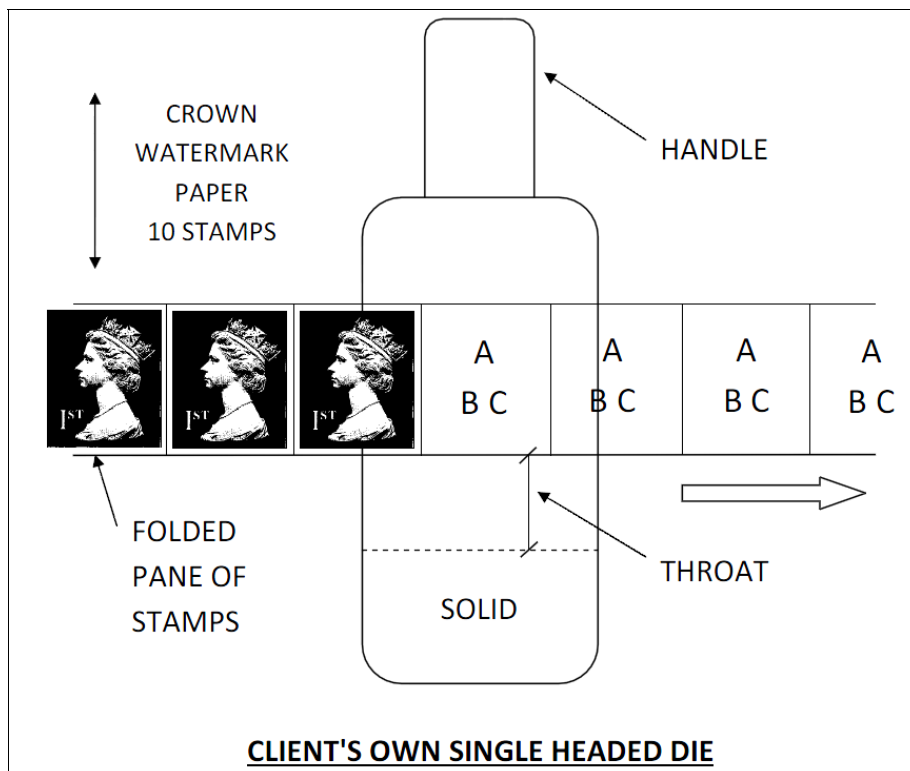 CROWN
WATERMARK
PAPER
10 STAMPS
HANDLE
1ST 1ST 1ST
A A A A
B C B C B C B C
FOLDED
PANE OF
STAMPS
THROAT
SOLID
CLIENT'S OWN SINGLE HEADED DIE